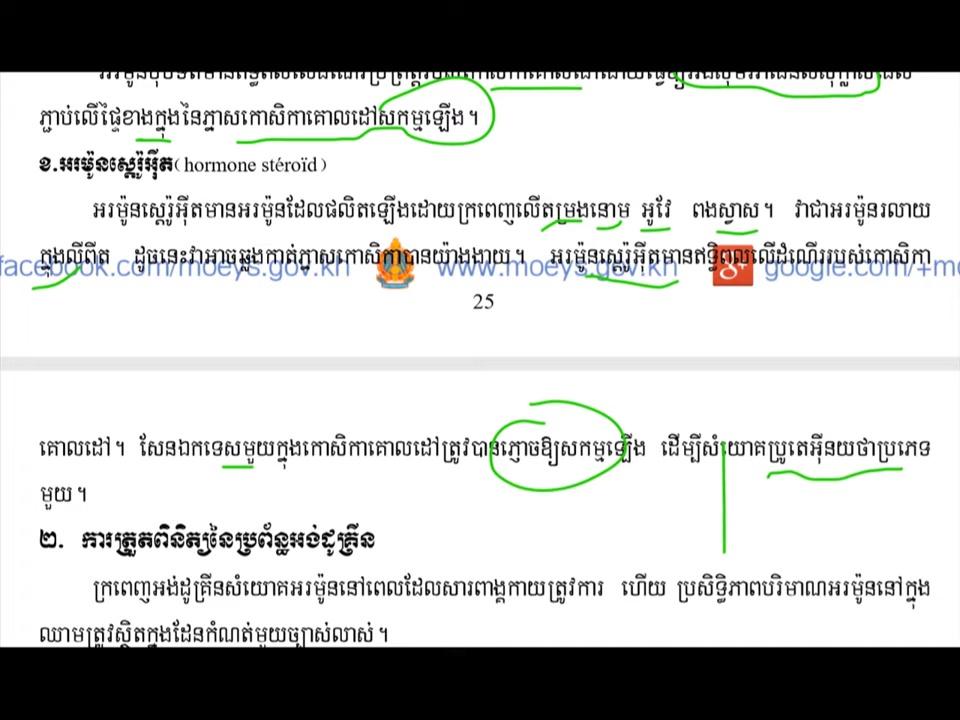 ភ្ជាប់លើផ្ទៃខាងក្នុងនៃភ្នាសកោសិកាគោលដៅសកម្មឡើង។
ខ.អរម៉ូនស្តេរ៉ូអ៊ីត(hormone stéroïd)
អរម៉ូនស្តេរ៉ូអ៊ីតមានអរម៉ូនដែលផលិតឡើងដោយក្រពេញលើតម្រងនោម អូវែ ពងស្វាស។ វាជាអរម៉ូនរលាយ
ក្នុងលីពីត ដូចនេះវាអាចឆ្លងកាត់ភ្នាសកោសិកាបានយ៉ាងងាយ។ អរម៉ូនស្តេរ៉ូអ៊ីតមានឥទ្ធិពលលើដំណើររបស់កោសិកា
facebook.com/moeys.gov.kh www.moeys.gov.kh google.com/+mo
25
គោលដៅ។ សែនឯកទេសមួយក្នុងកោសិកាគោលដៅត្រូវបានភ្ញោចឱ្យសកម្មឡើង ដើម្បីសំយោគប្រូតេអ៊ីនយថាប្រភេទ
មួយ។
២. ការត្រួតពិនិត្យនៃប្រព័ន្ធអង់ដូគ្រីន
ក្រពេញអង់ដូគ្រីនសំយោគអរម៉ូននៅពេលដែលសារពាង្គកាយត្រូវការ ហើយ ប្រសិទ្ធិភាពបរិមាណអរម៉ូននៅក្នុង
ឈាមត្រូវស្ថិតក្នុងដែនកំណត់មួយច្បាស់លាស់។